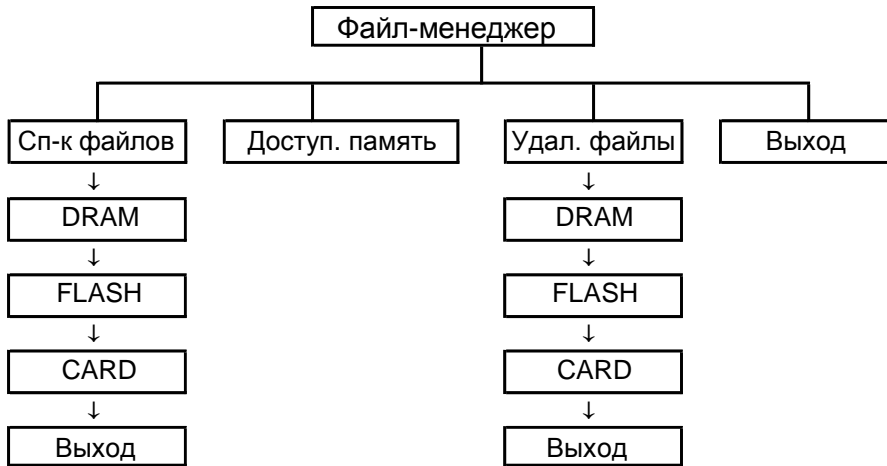 Файл-менеджер
Сп-к файлов
Доступ. память
Удал. файлы
Выход
↓
↓
DRAM
DRAM
↓
↓
FLASH
FLASH
↓
↓
CARD
CARD
↓
↓
Выход
Выход